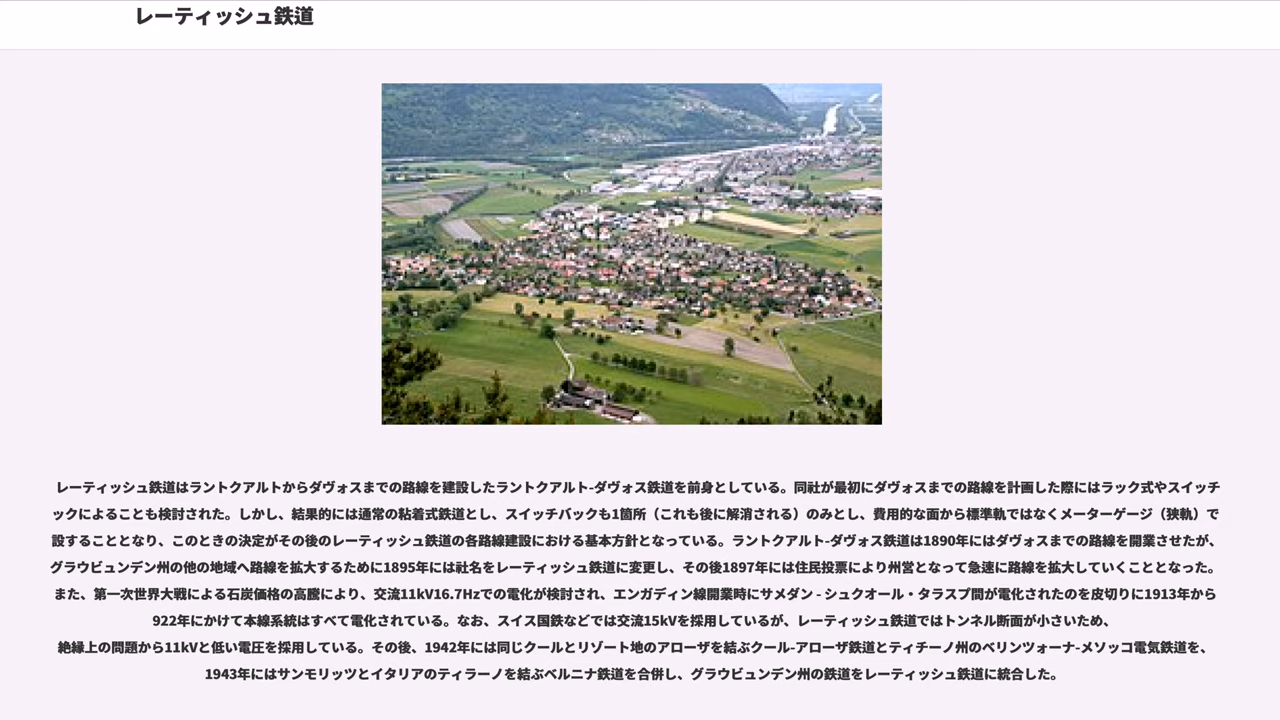 レーティッシュ鉄道
レーティッシュ鉄道はラントクアルトからダヴォスまでの路線を建設したラントクアルト-ダヴォス鉄道を前身としている。同社が最初にダヴォスまでの路線を計画した際にはラック式やスイッチ
ックによることも検討された。しかし、結果的には通常の粘着式鉄道とし、スイッチバックも1箇所（これも後に解消される）のみとし、費用的な面から標準軌ではなくメーターゲージ（狭軌）で
設することとなり、このときの決定がその後のレーティッシュ鉄道の各路線建設における基本方針となっている。ラントクアルト-ダヴォス鉄道は1890年にはダヴォスまでの路線を開業させたが、
グラウビュンデン州の他の地域へ路線を拡大するために1895年には社名をレーティッシュ鉄道に変更し、その後1897年には住民投票により州営となって急速に路線を拡大していくこととなった。
また、第一次世界大戦による石炭価格の高騰により、交流11kV16.7Hzでの電化が検討され、エンガディン線開業時にサメダン - シュクオール・タラスプ間が電化されたのを皮切りに1913年から
922年にかけて本線系統はすべて電化されている。なお、スイス国鉄などでは交流15kVを採用しているが、レーティッシュ鉄道ではトンネル断面が小さいため、
絶縁上の問題から11kVと低い電圧を採用している。その後、1942年には同じクールとリゾート地のアローザを結ぶクール-アローザ鉄道とティチーノ州のベリンツォーナ-メソッコ電気鉄道を、
1943年にはサンモリッツとイタリアのティラーノを結ぶベルニナ鉄道を合併し、グラウビュンデン州の鉄道をレーティッシュ鉄道に統合した。